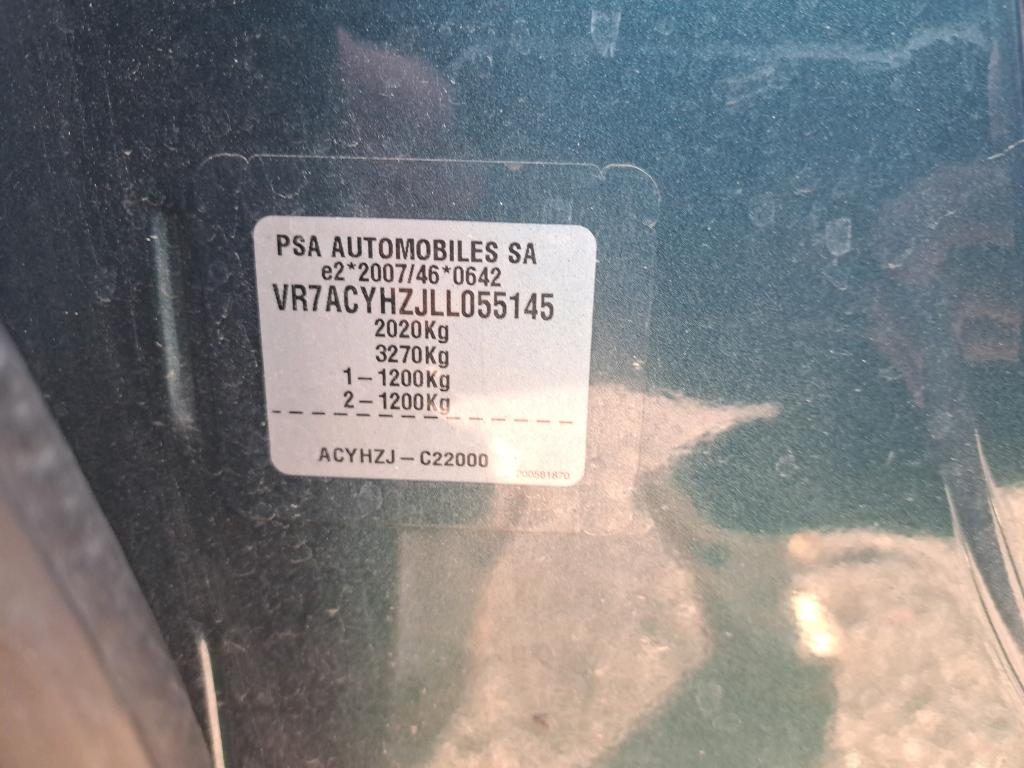 PSA AUTOMOBILES SA
e2*2007/46*0642
VR7ACYHZJLL055145
2020Kg
3270Kg
1-1200Kg
2-1200Kg
ACYHZJ-C22000
200581870